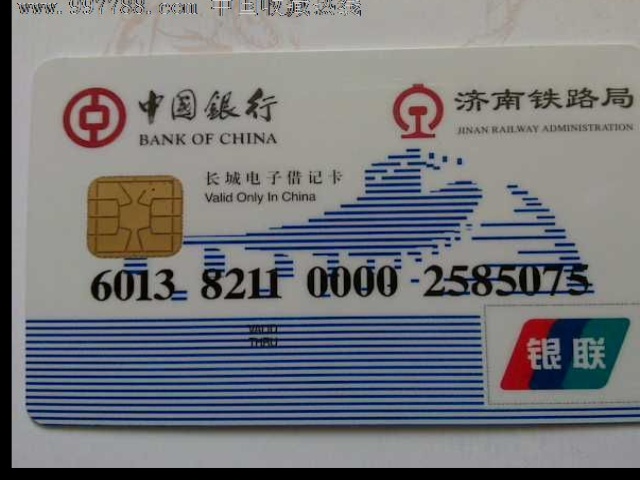 www.997788.com 中国收藏热线
中国銀行
BANK OF CHINA
济南铁路局
JINAN RAILWAY ADMINISTRATION
长城电子借记卡
Valid Only In China
6013 8211 0000 2585075
VALID
THRU
银联